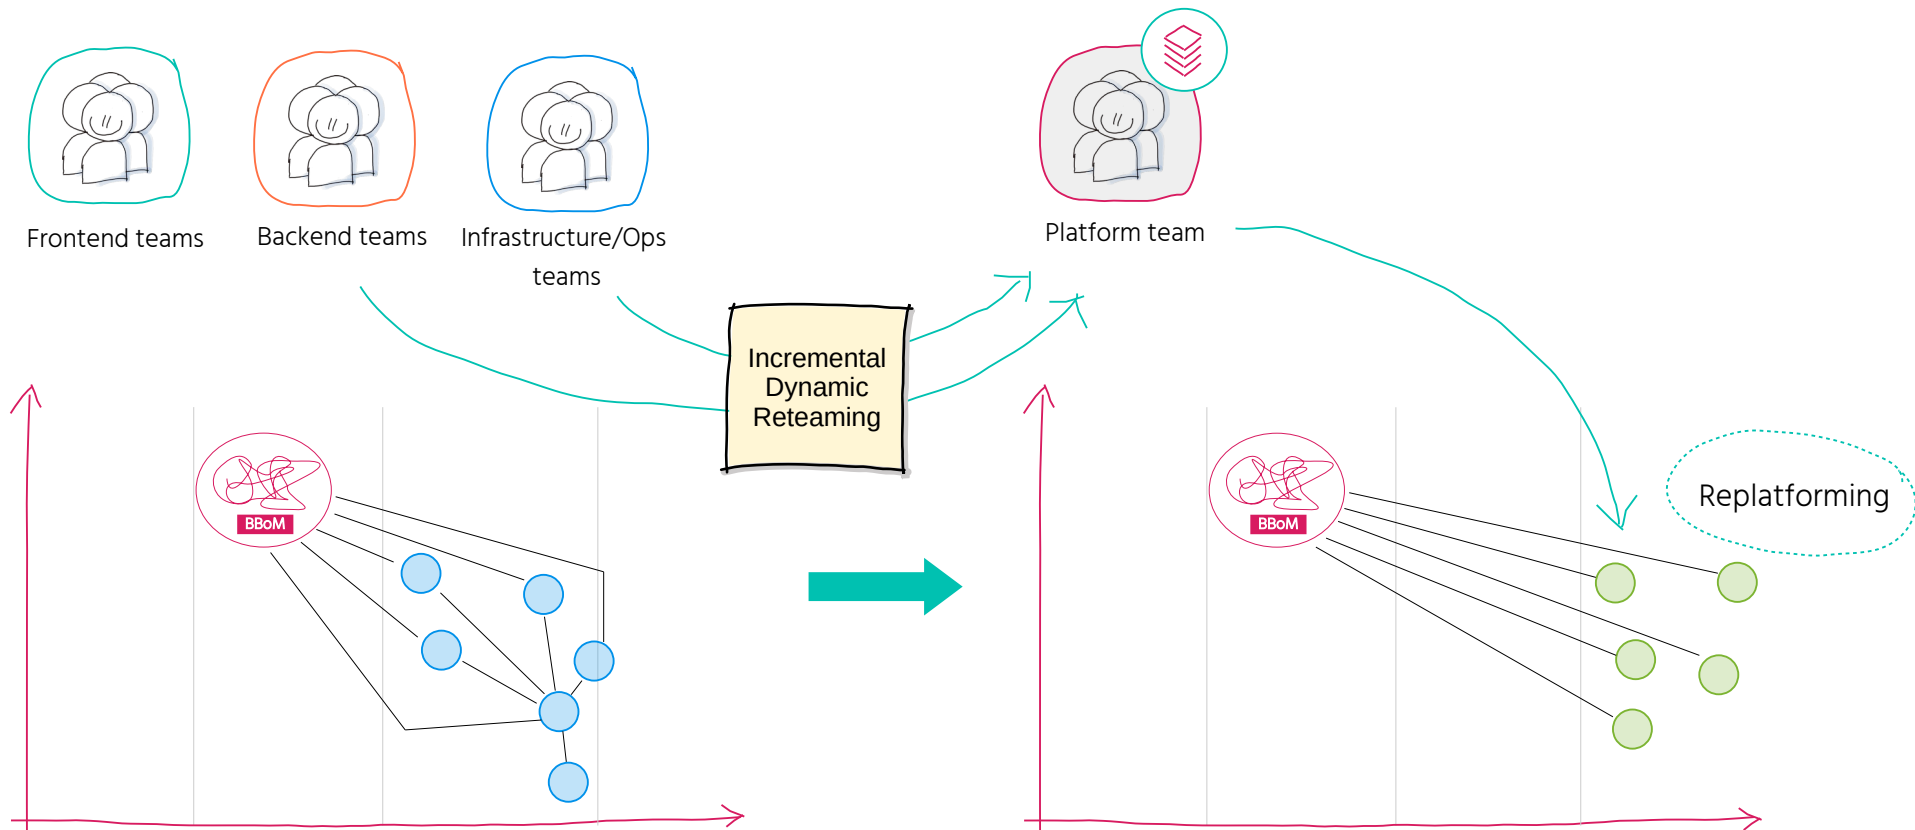 Frontend teams
Backend teams
Infrastructure/Ops
teams
Platform team
Incremental
Dynamic
Reteaming
BBoM
BBoM
Replatforming